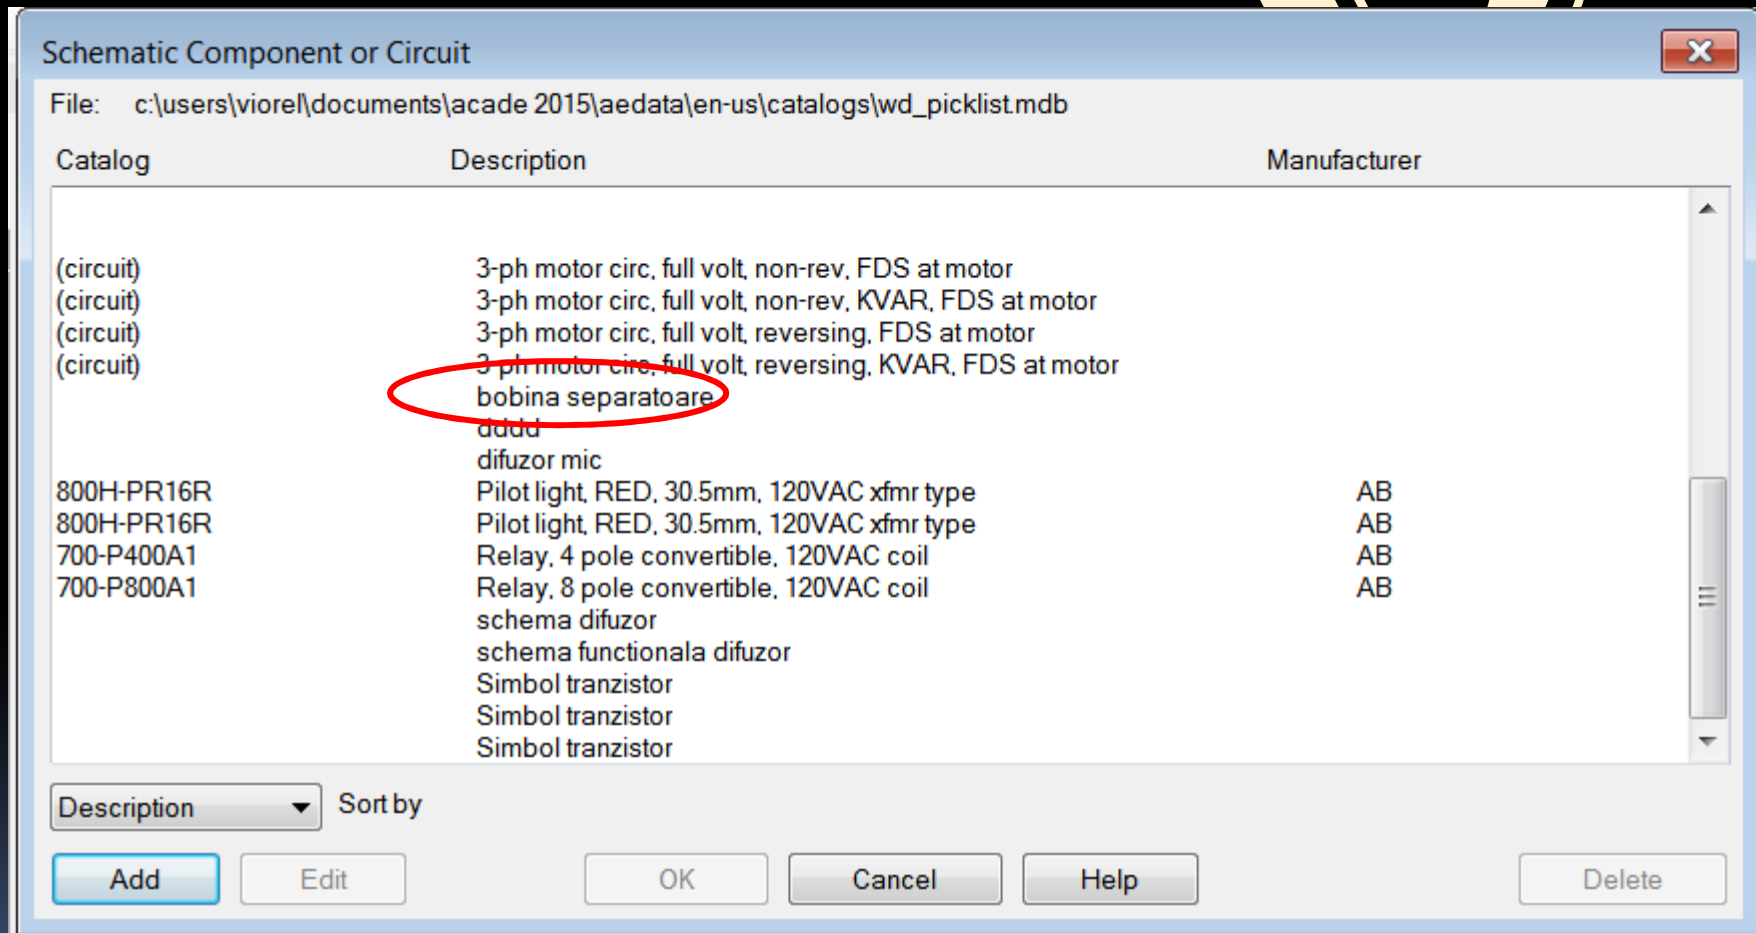 Schematic Component or Circuit
File: c:\users\viorel\documents\acade 2015\aedata\en-us\catalogs\wd_picklist.mdb
Catalog Description Manufacturer
(circuit) 3-ph motor circ, full volt, non-rev, FDS at motor
(circuit) 3-ph motor circ, full volt, non-rev, KVAR, FDS at motor
(circuit) 3-ph motor circ, full volt, reversing, FDS at motor
(circuit) 3-ph motor circ, full volt, reversing, KVAR, FDS at motor
bobina separatoare
dddd
difuzor mic
800H-PR16R Pilot light, RED, 30.5mm, 120VAC xfmr type AB
800H-PR16R Pilot light, RED, 30.5mm, 120VAC xfmr type AB
700-P400A1 Relay, 4 pole convertible, 120VAC coil AB
700-P800A1 Relay, 8 pole convertible, 120VAC coil AB
schema difuzor
schema functionala difuzor
Simbol tranzistor
Simbol tranzistor
Simbol tranzistor
Description Sort by
Add Edit OK Cancel Help Delete